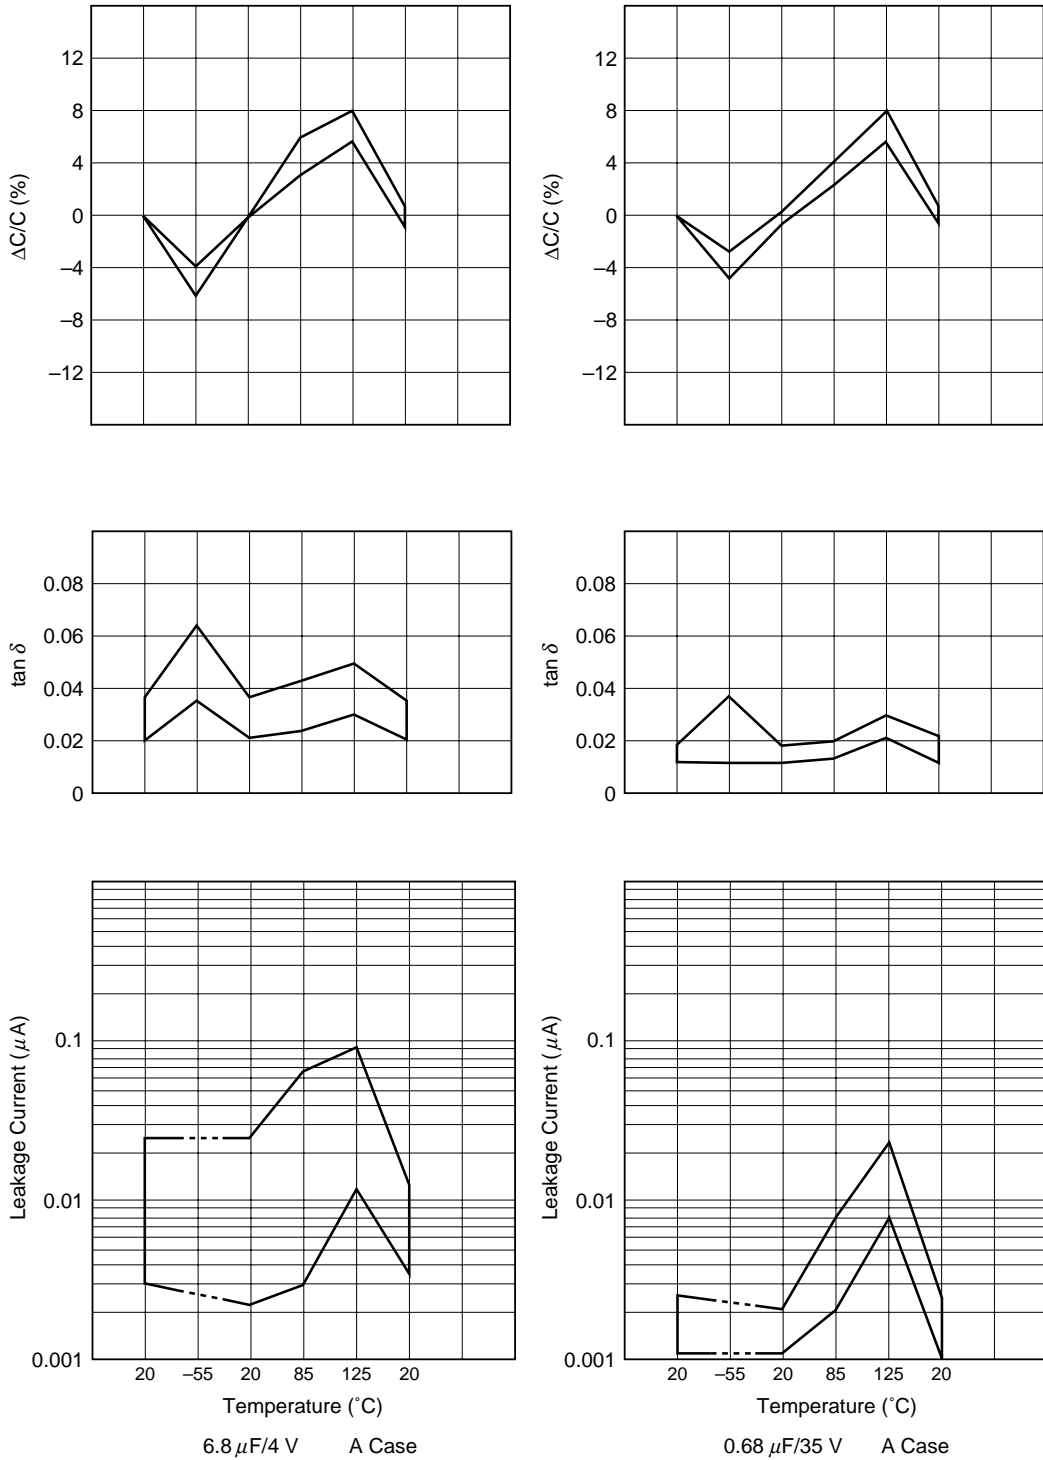 ΔC/C (%)
12
8
4
0
–4
–8
–12
ΔC/C (%)
12
8
4
0
–4
–8
–12
tan δ
0.08
0.06
0.04
0.02
0
tan δ
0.08
0.06
0.04
0.02
0
Leakage Current (μA)
0.1
0.01
0.001
20 –55 20 85 125 20
Temperature (˚C)
6.8 μF/4 V A Case
Leakage Current (μA)
0.1
0.01
0.001
20 –55 20 85 125 20
Temperature (˚C)
0.68 μF/35 V A Case